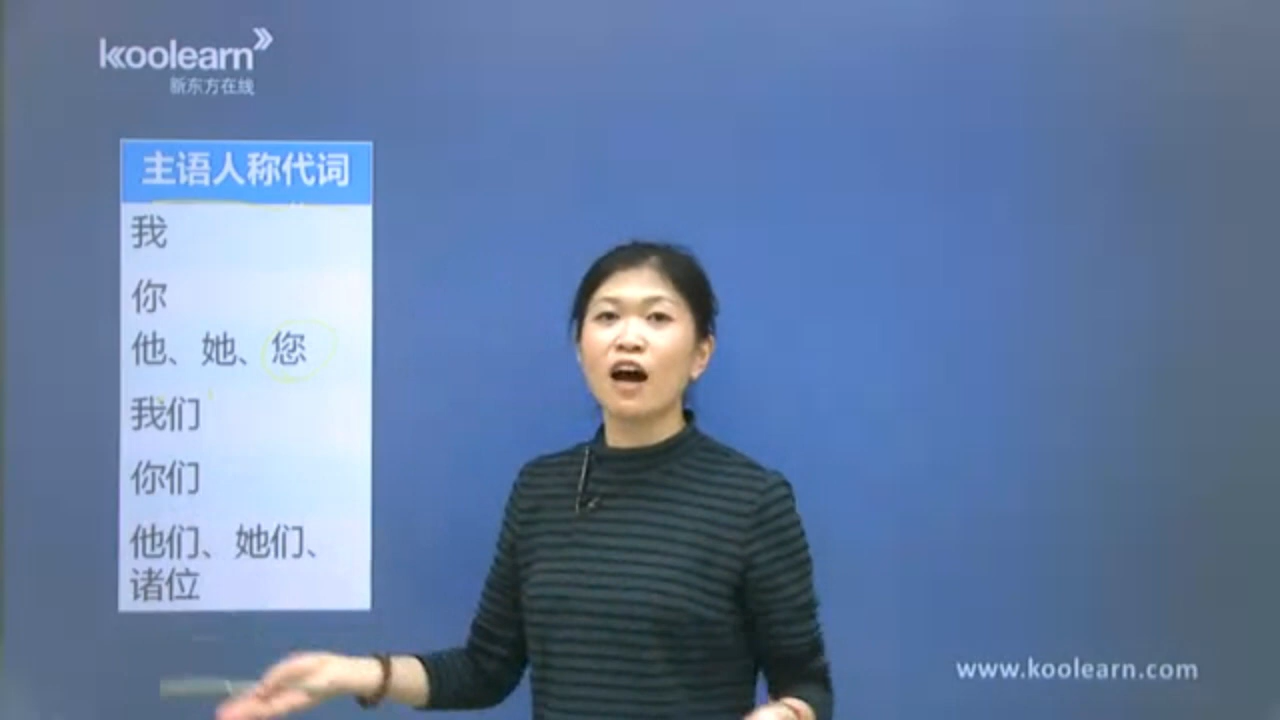 koolearn
新东方在线
主语人称代词
我
你
他、她、您
我们
你们
他们、她们、
诸位
www.koolearn.com